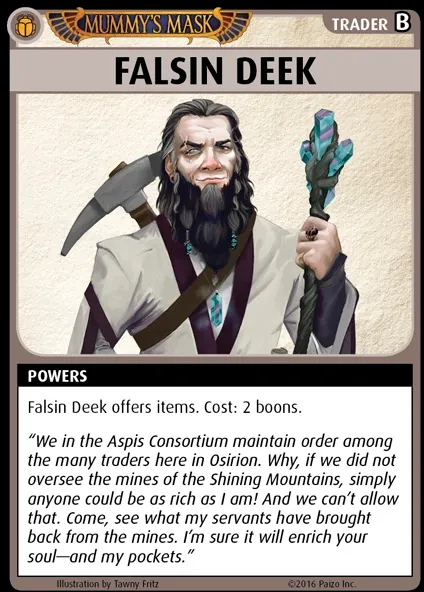 MUMMY'S MASK
TRADER B
FALSIN DEEK
POWERS
Falsin Deek offers items. Cost: 2 boons.
“We in the Aspis Consortium maintain order among
the many traders here in Osirion. Why, if we did not
oversee the mines of the Shining Mountains, simply
anyone could be as rich as I am! And we can’t allow
that. Come, see what my servants have brought
back from the mines. I’m sure it will enrich your
soul—and my pockets.”
Illustration by Tawny Fritz
©2016 Paizo Inc.